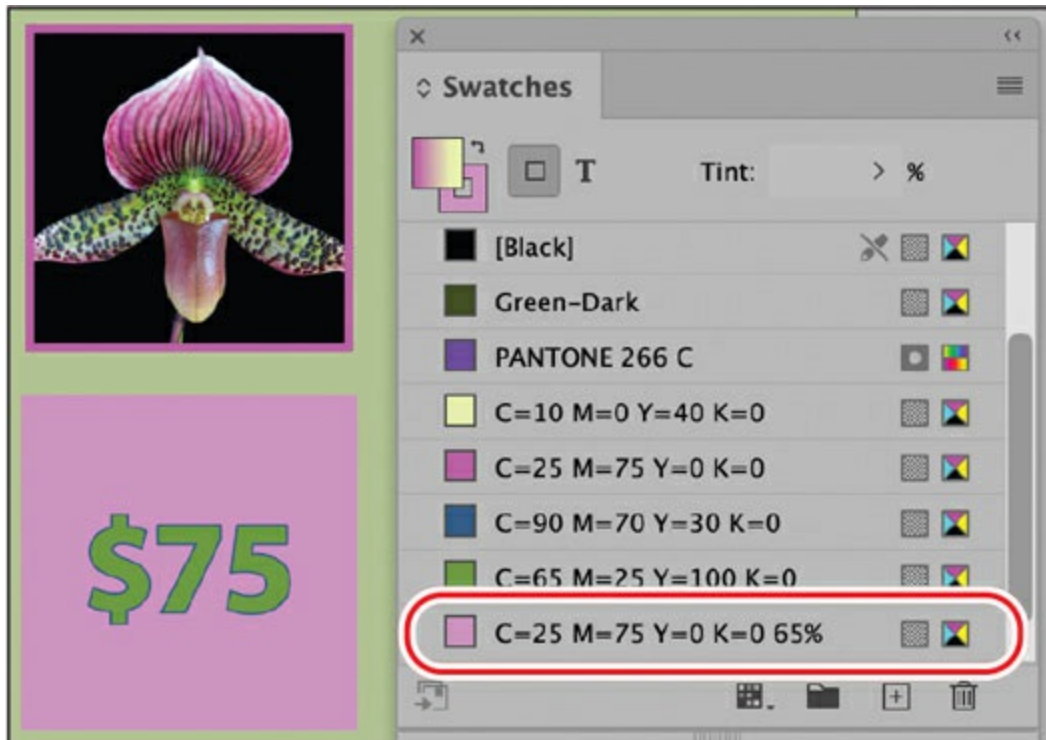 Swatches
T Tint: > %
[Black]
Green-Dark
PANTONE 266 C
C=10 M=0 Y=40 K=0
C=25 M=75 Y=0 K=0
C=90 M=70 Y=30 K=0
C=65 M=25 Y=100 K=0
C=25 M=75 Y=0 K=0 65%
$75